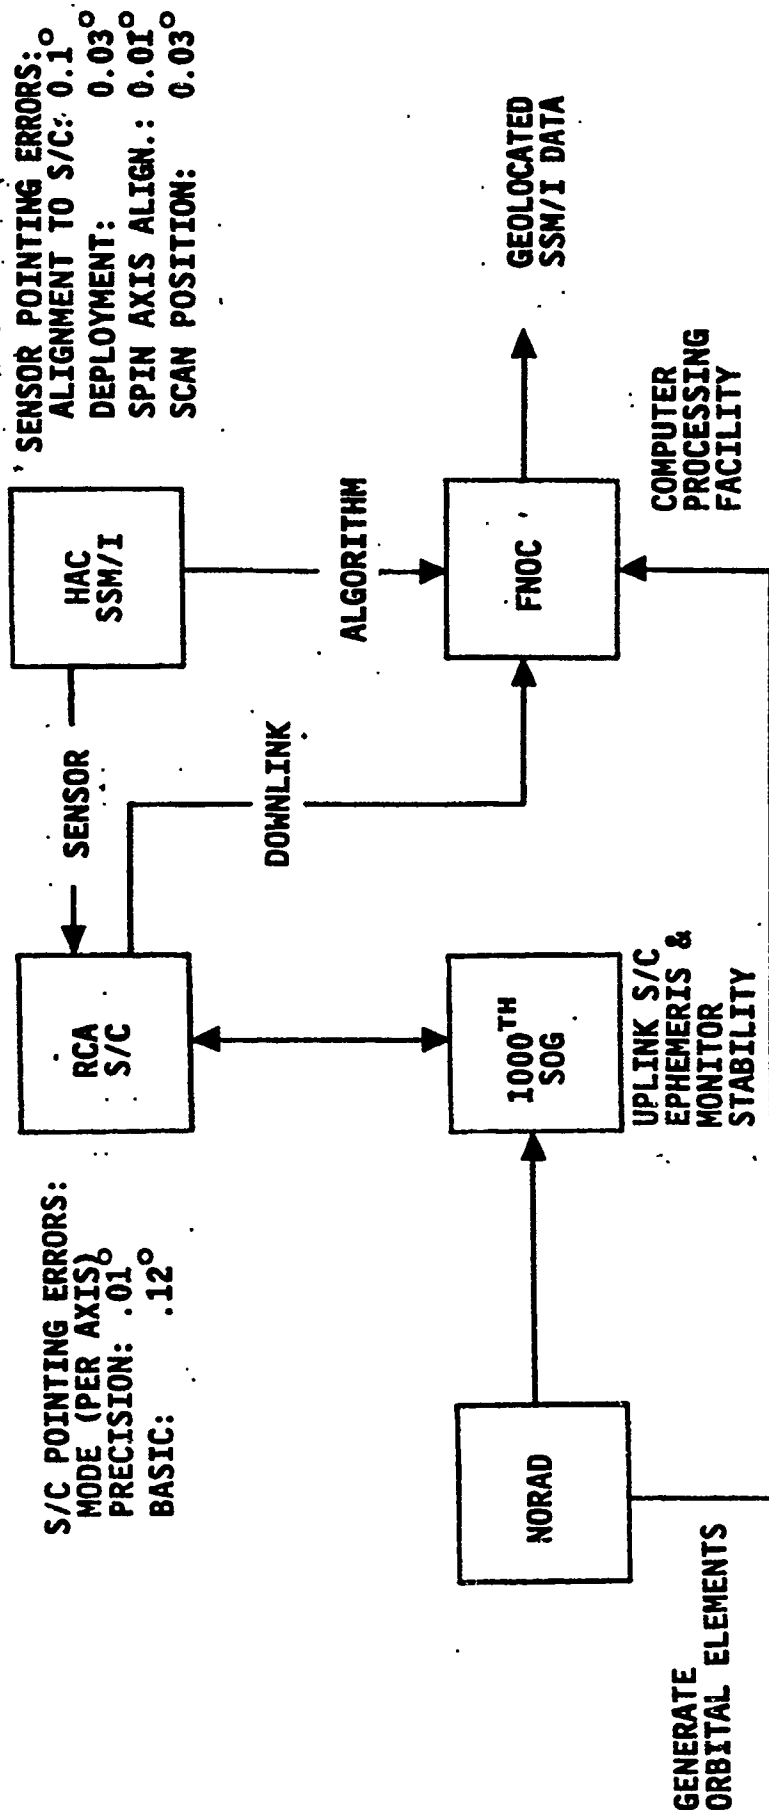 S/C POINTING ERRORS:
MODE (PER AXIS)
PRECISION: .01°
BASIC: .12°
RCA
S/C
SENSOR
HAC
SSM/I
SENSOR POINTING ERRORS:
ALIGNMENT TO S/C: 0.1°
DEPLOYMENT: 0.03°
SPIN AXIS ALIGN.: 0.01°
SCAN POSITION: 0.03°
DOWNLINK
ALGORITHM
NORAD
1000TH
SOG
UPLINK S/C
EPHEMERIS &
MONITOR
STABILITY
FNOC
COMPUTER
PROCESSING
FACILITY
GEOLOCATED
SSM/I DATA
GENERATE
ORBITAL ELEMENTS